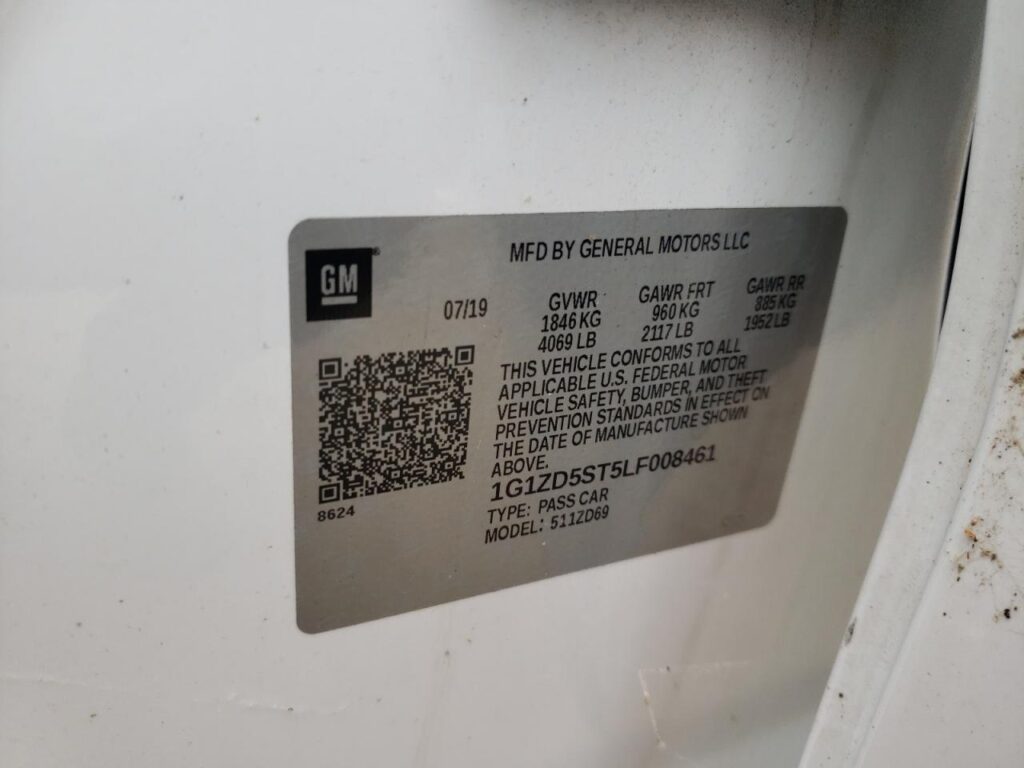 GM
MFD BY GENERAL MOTORS LLC
07/19
GVWR
1846 KG
4069 LB
GAWR FRT
960 KG
2117 LB
GAWR RR
885 KG
1952 LB
THIS VEHICLE CONFORMS TO ALL
APPLICABLE U.S. FEDERAL MOTOR
VEHICLE SAFETY, BUMPER, AND THEFT
PREVENTION STANDARDS IN EFFECT ON
THE DATE OF MANUFACTURE SHOWN
ABOVE.
1G1ZD5ST5LF008461
TYPE: PASS CAR
MODEL: 511ZD69
8624